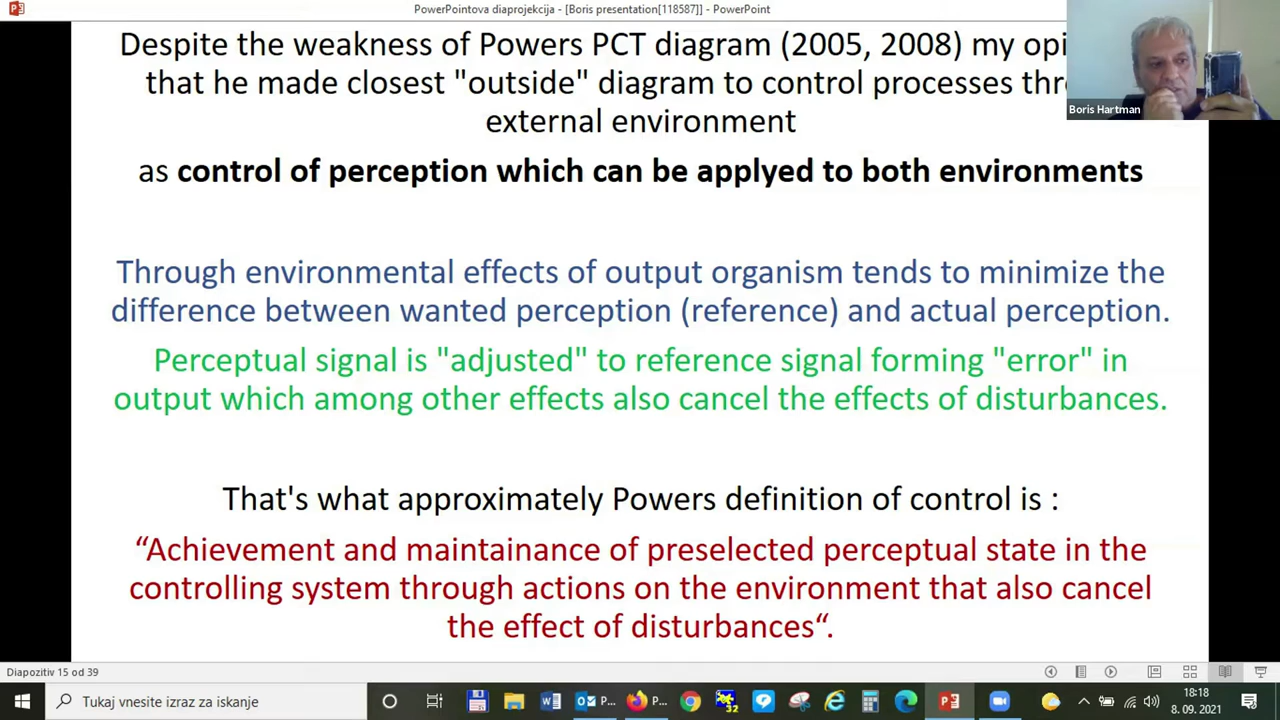 PowerPointova diaprojekcija - [Boris presentation[118587]] - PowerPoint
Despite the weakness of Powers PCT diagram (2005, 2008) my
that he made closest "outside" diagram to control processes
external environment
as control of perception which can be applyed to both environments
Through environmental effects of output organism tends to minimize the
difference between wanted perception (reference) and actual perception.
Perceptual signal is "adjusted" to reference signal forming "error" in
output which among other effects also cancel the effects of disturbances.
That's what approximately Powers definition of control is :
“Achievement and maintainance of preselected perceptual state in the
controlling system through actions on the environment that also cancel
the effect of disturbances“.
Boris Hartman
Diapozitiv 15 od 39
Tukaj vnesite izraz za iskanje
P...
P...
32
18:18
8. 09. 2021